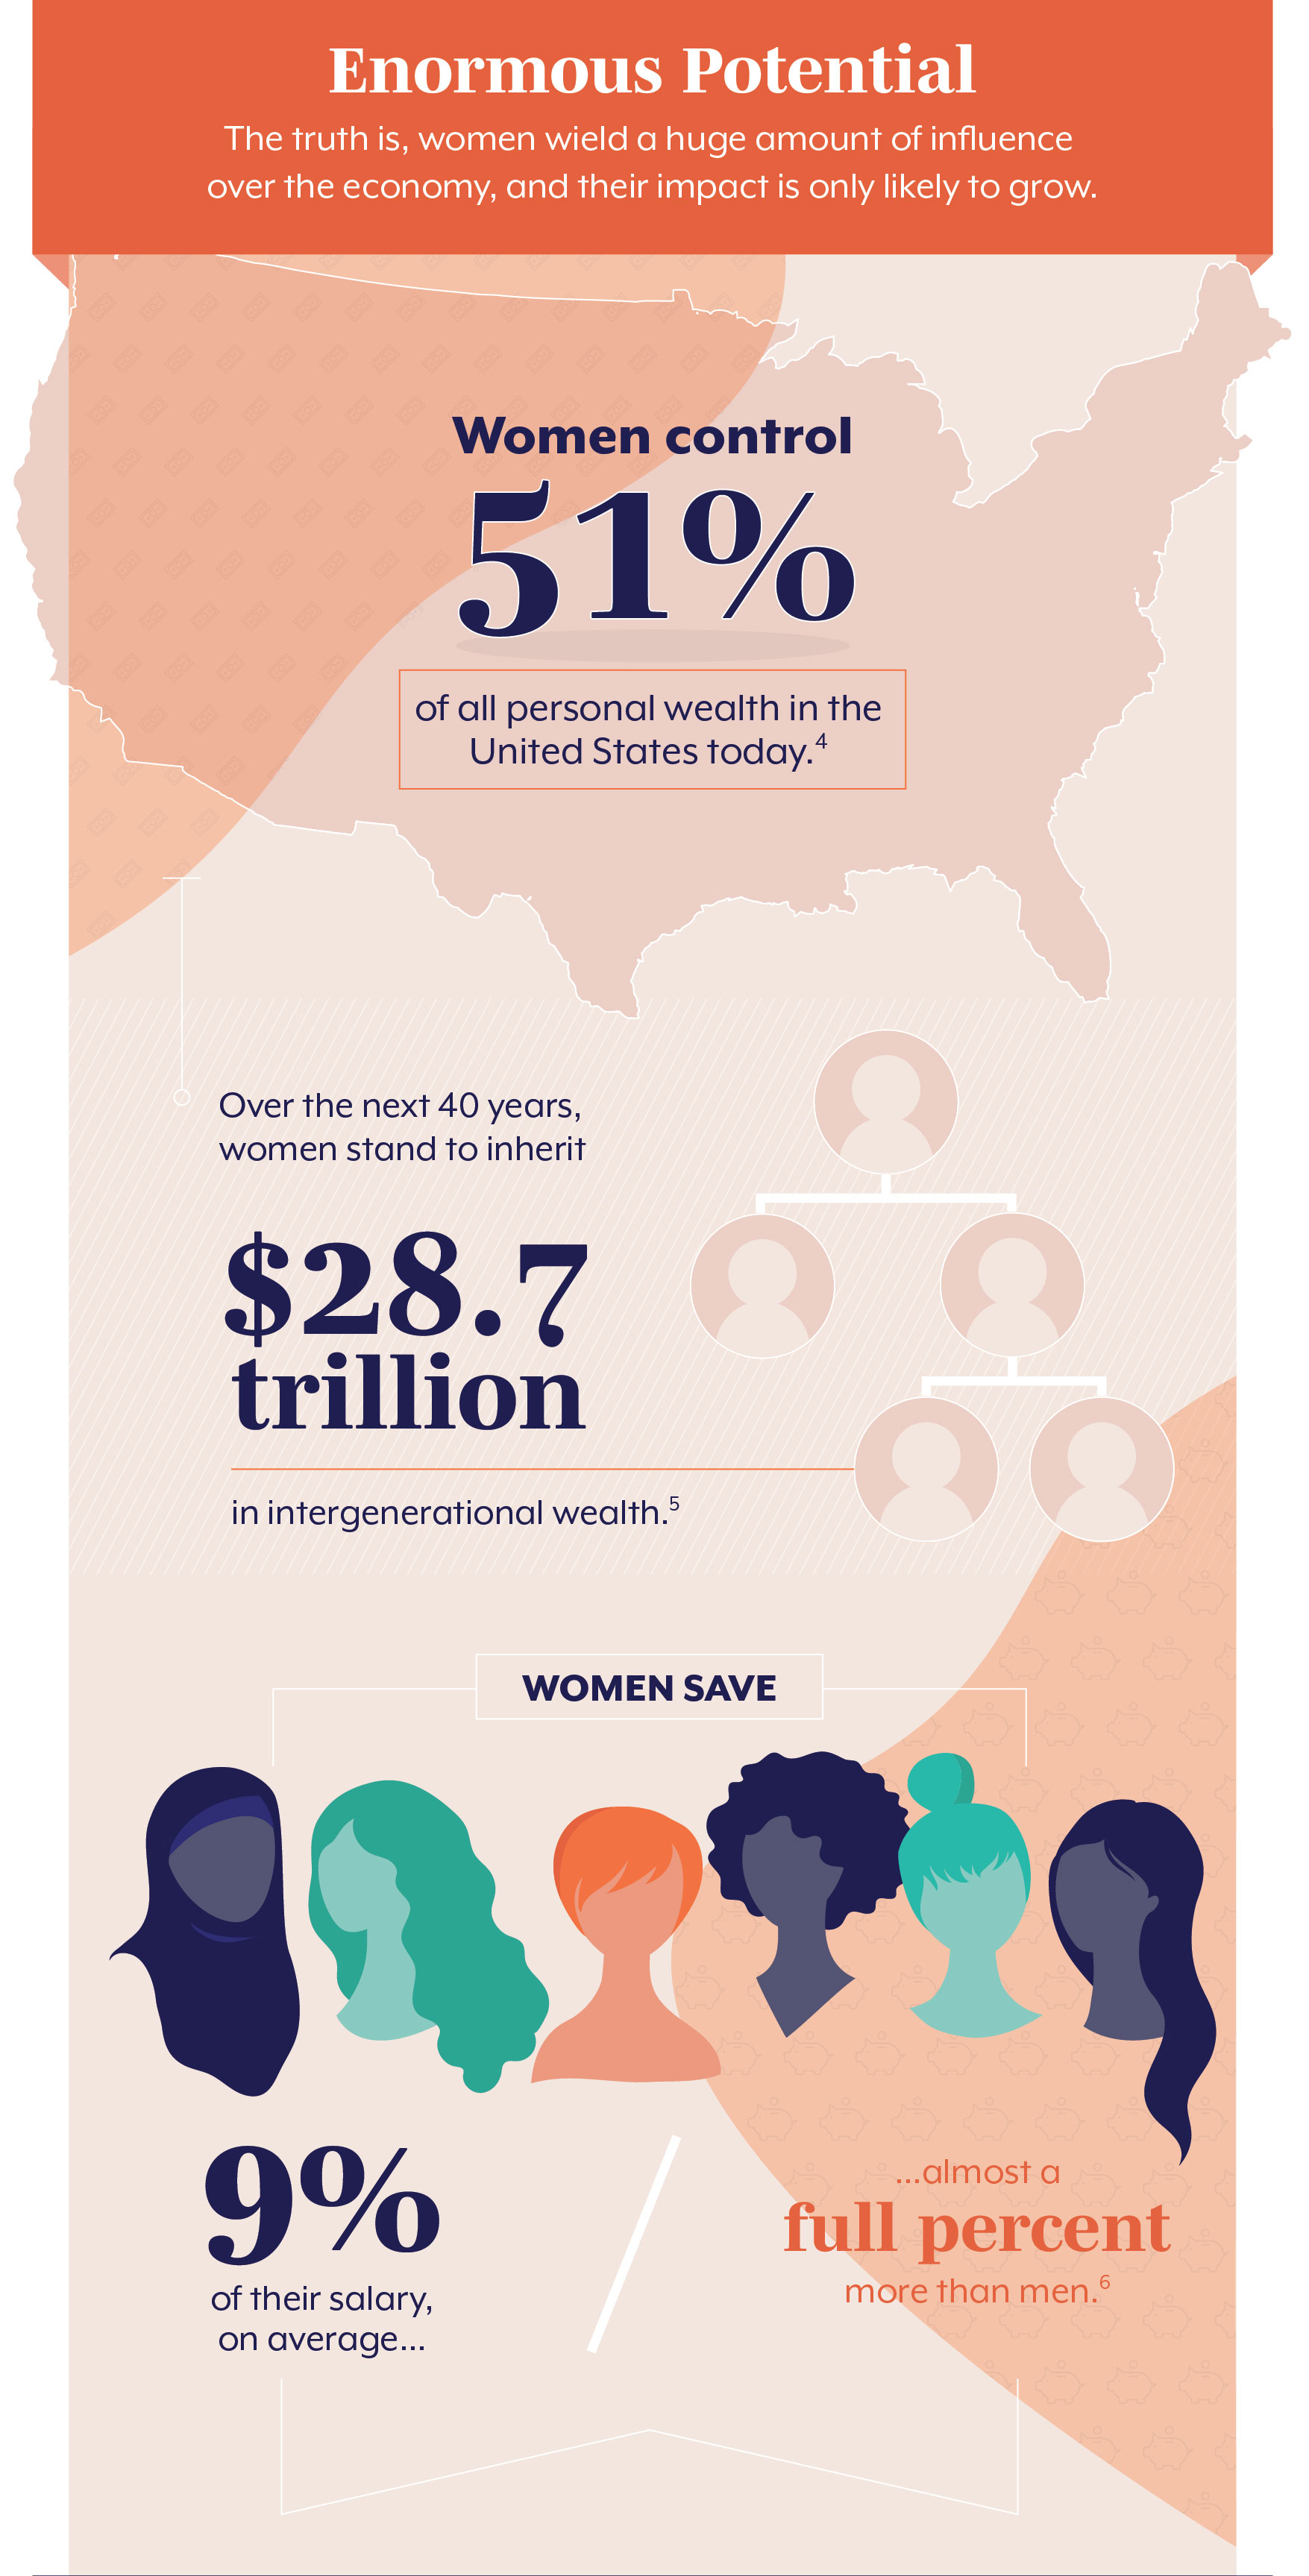 Enormous Potential
The truth is, women wield a huge amount of influence
over the economy, and their impact is only likely to grow.
Women control
51%
of all personal wealth in the
United States today.4
Over the next 40 years,
women stand to inherit
$28.7
trillion
in intergenerational wealth.5
WOMEN SAVE
9%
of their salary,
on average...
...almost a
full percent
more than men.6